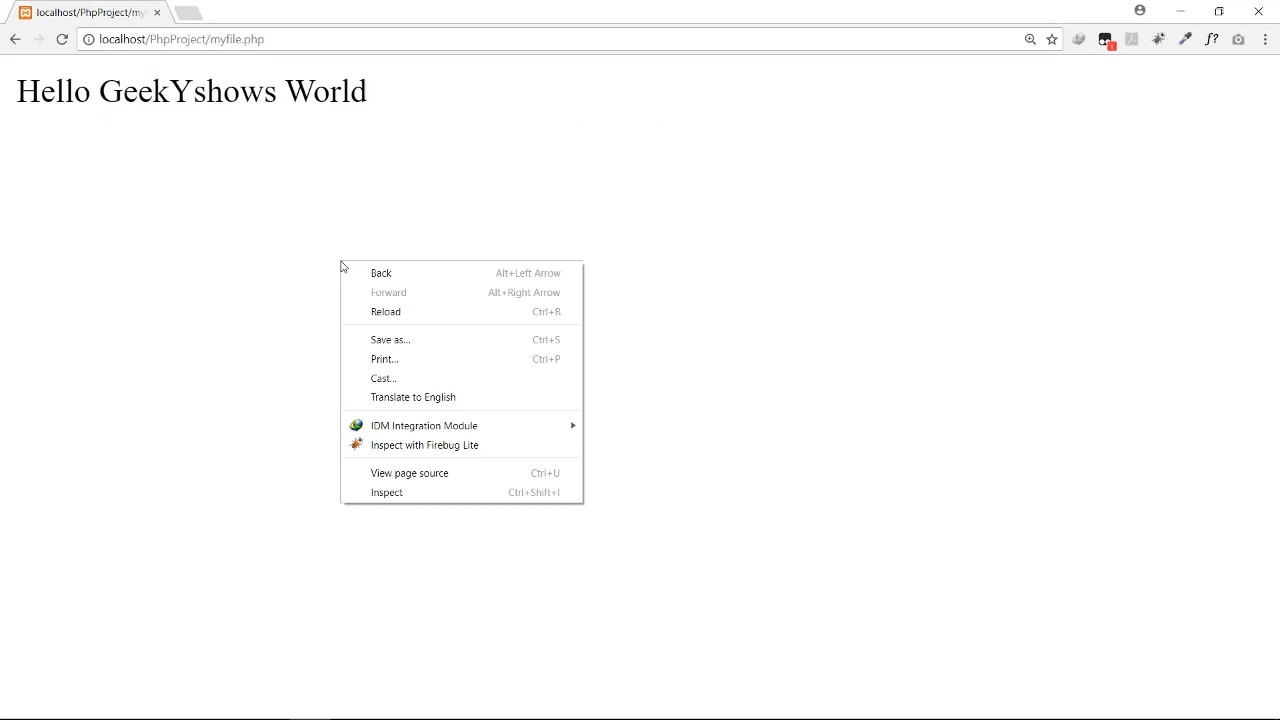 localhost/PhpProject/my
localhost/PhpProject/myfile.php
1
f?
Hello GeekYshows World
Back Alt+Left Arrow
Forward Alt+Right Arrow
Reload Ctrl+R
Save as... Ctrl+S
Print... Ctrl+P
Cast...
Translate to English
IDM Integration Module
Inspect with Firebug Lite
View page source Ctrl+U
Inspect Ctrl+Shift+I